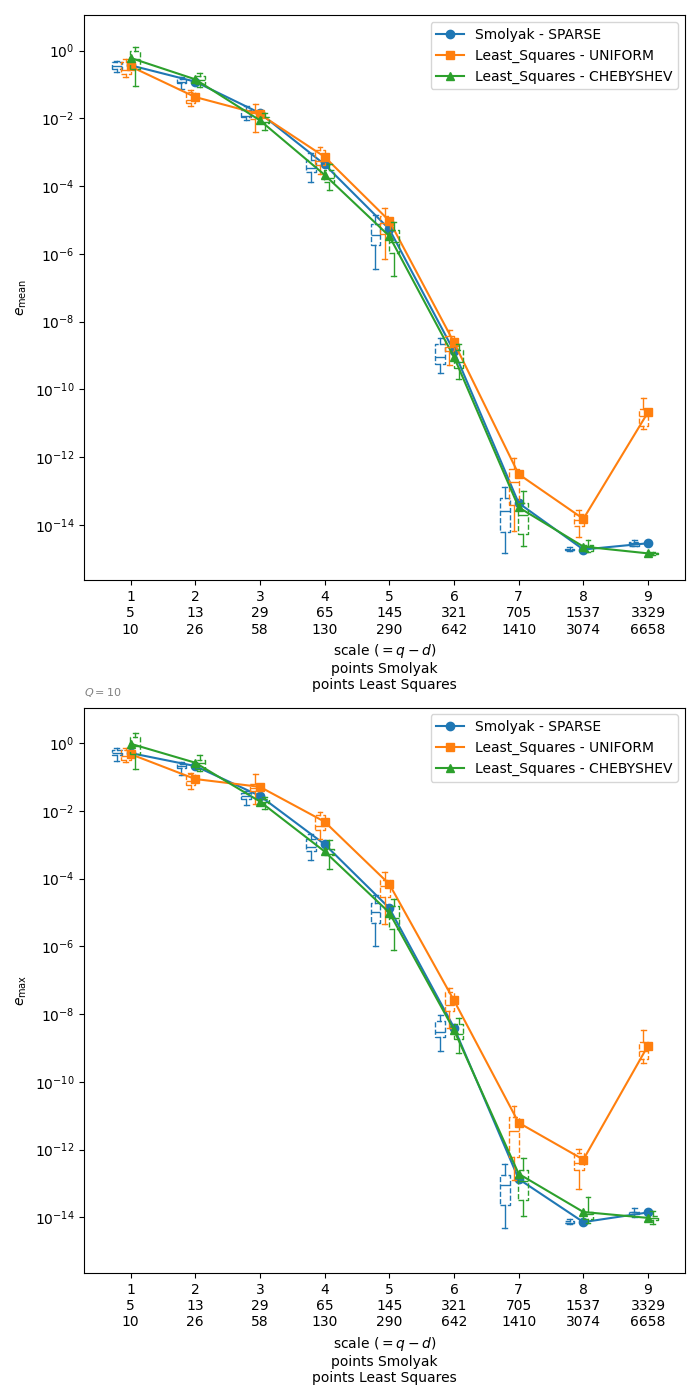 Smolyak - SPARSE
Least_Squares - UNIFORM
Least_Squares - CHEBYSHEV
10^0
10^-2
10^-4
10^-6
10^-8
10^-10
10^-12
10^-14
e_mean
1 2 3 4 5 6 7 8 9
5 13 29 65 145 321 705 1537 3329
10 26 58 130 290 642 1410 3074 6658
scale (= q − d)
points Smolyak
points Least Squares
Q = 10
Smolyak - SPARSE
Least_Squares - UNIFORM
Least_Squares - CHEBYSHEV
10^0
10^-2
10^-4
10^-6
10^-8
10^-10
10^-12
10^-14
e_max
1 2 3 4 5 6 7 8 9
5 13 29 65 145 321 705 1537 3329
10 26 58 130 290 642 1410 3074 6658
scale (= q − d)
points Smolyak
points Least Squares